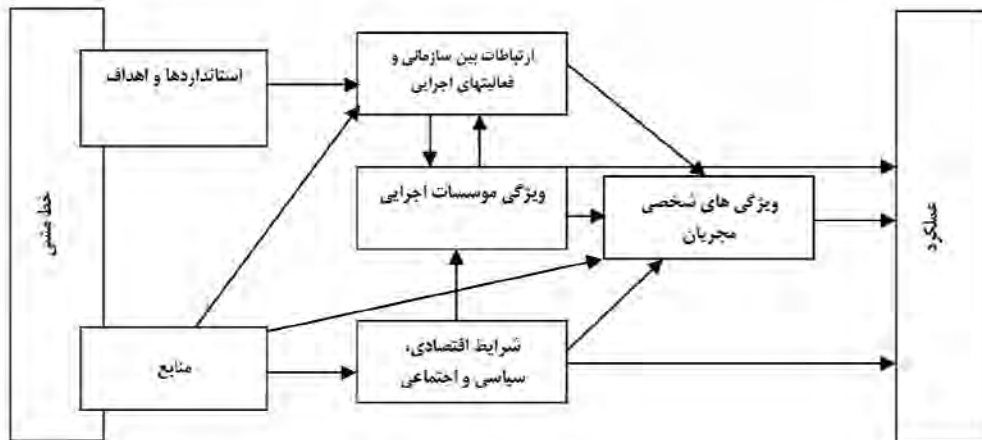 خط مشی
استانداردها و اهداف
منابع
ارتباطات بین سازمانی و
فعالیتهای اجرایی
ویژگی موسسات اجرایی
شرایط اقتصادی،
سیاسی و اجتماعی
ویژگی های شخصی
مجریان
عملکرد